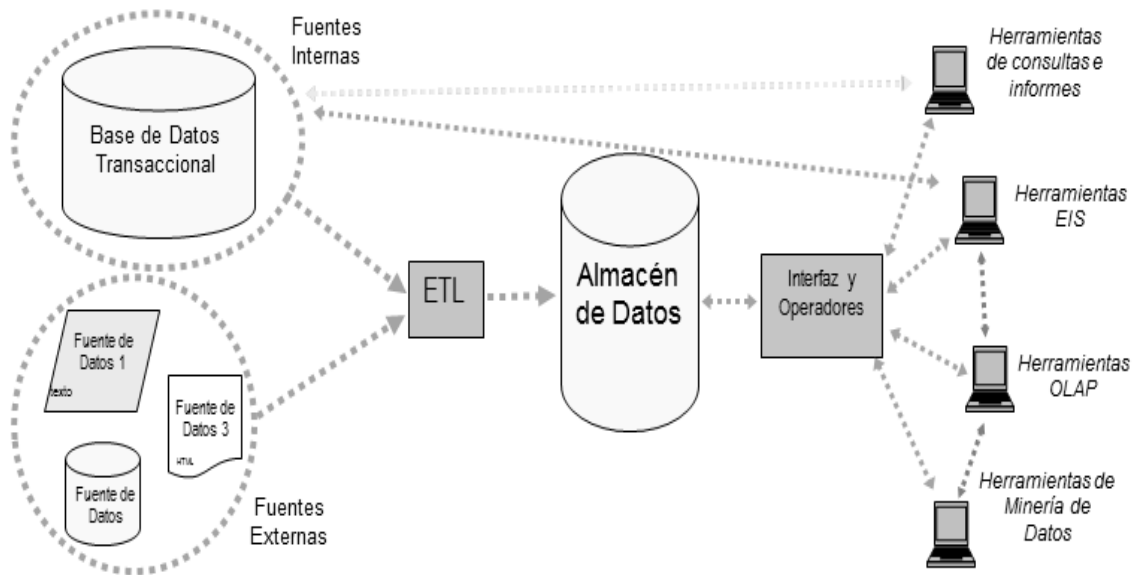 Fuentes
Internas
Base de Datos
Transaccional
Herramientas
de consultas e
informes
Herramientas
EIS
ETL
Almacén
de Datos
Interfaz y
Operadores
Herramientas
OLAP
Fuente de
Datos 1
texto
Fuente de
Datos 3
HTML
Fuente de
Datos
Fuentes
Externas
Herramientas de
Minería de
Datos